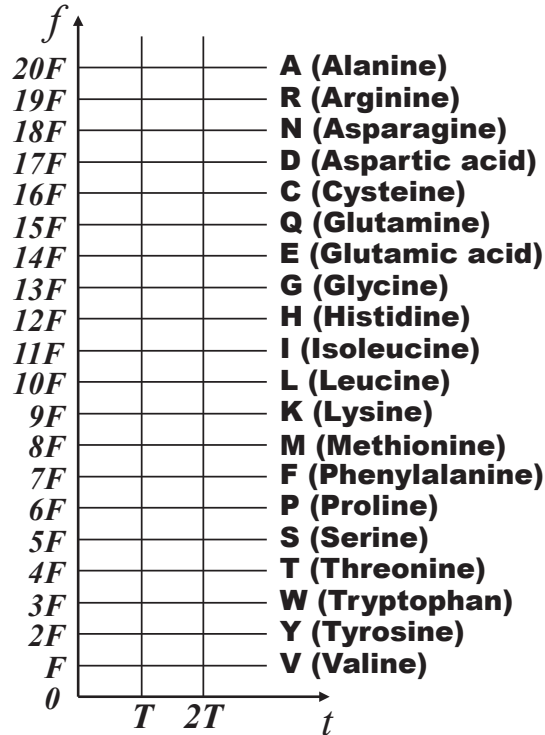 f
20F A (Alanine)
19F R (Arginine)
18F N (Asparagine)
17F D (Aspartic acid)
16F C (Cysteine)
15F Q (Glutamine)
14F E (Glutamic acid)
13F G (Glycine)
12F H (Histidine)
11F I (Isoleucine)
10F L (Leucine)
9F K (Lysine)
8F M (Methionine)
7F F (Phenylalanine)
6F P (Proline)
5F S (Serine)
4F T (Threonine)
3F W (Tryptophan)
2F Y (Tyrosine)
F V (Valine)
0
T 2T t